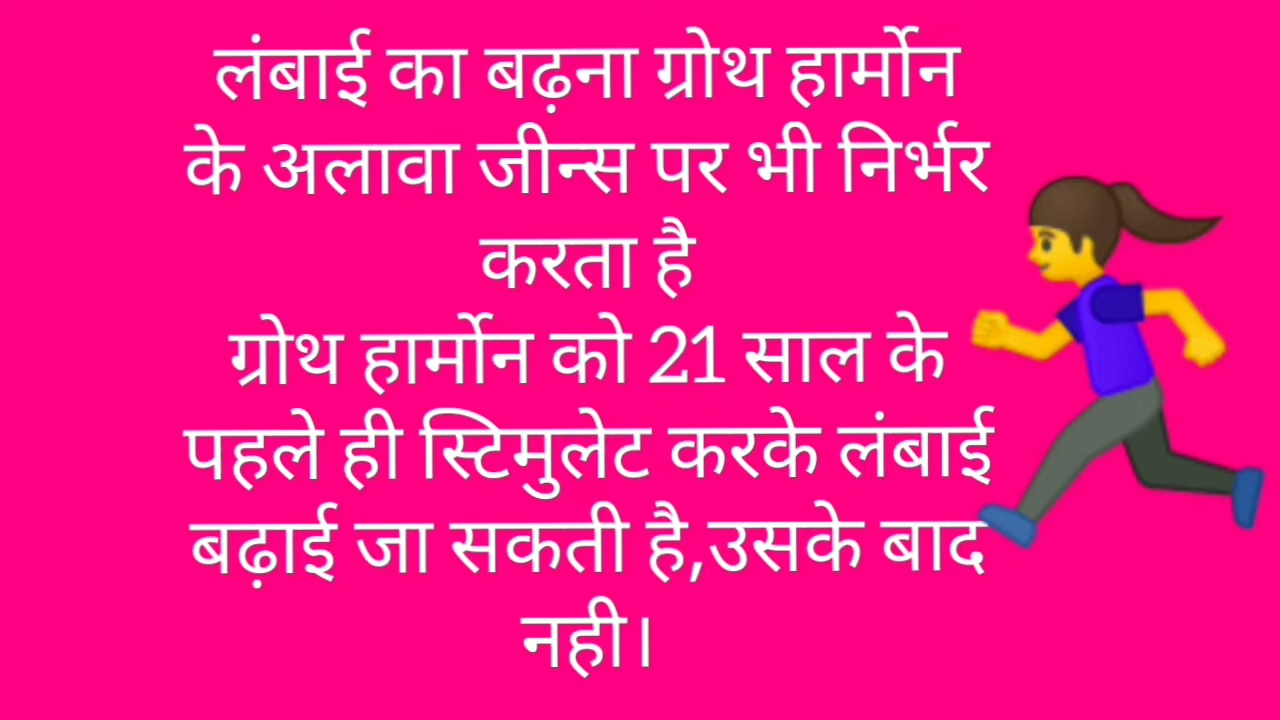 लंबाई का बढ़ना ग्रोथ हार्मोन
के अलावा जीन्स पर भी निर्भर
करता है
ग्रोथ हार्मोन को 21 साल के
पहले ही स्टिमुलेट करके लंबाई
बढ़ाई जा सकती है,उसके बाद
नही।